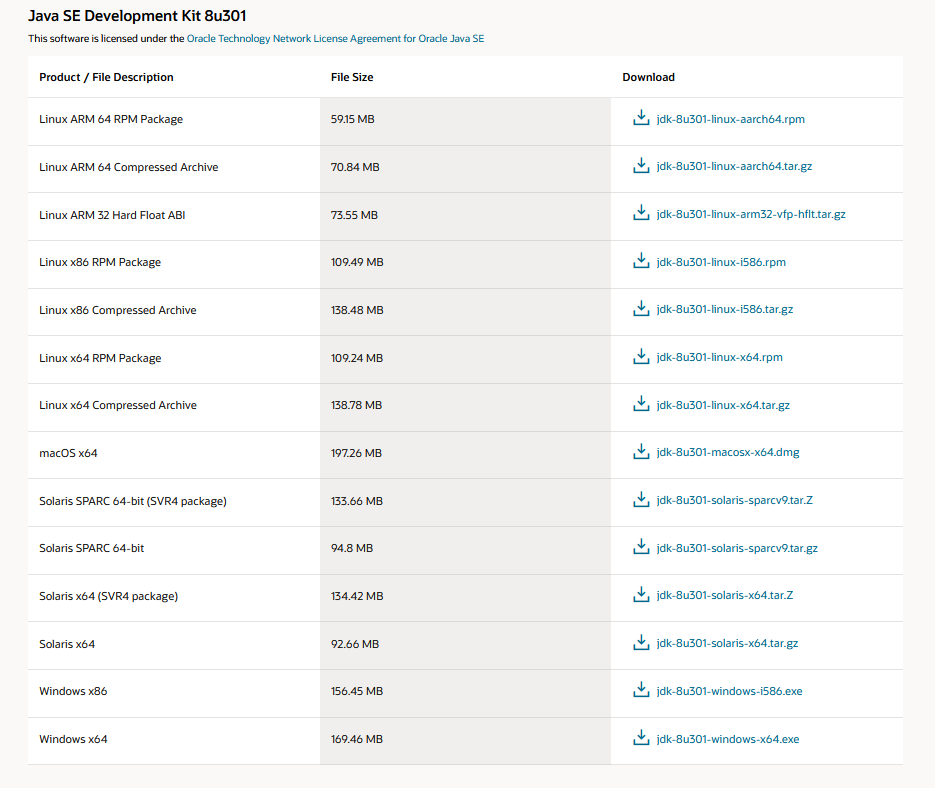 Java SE Development Kit 8u301
This software is licensed under the Oracle Technology Network License Agreement for Oracle Java SE
Product / File Description File Size Download
Linux ARM 64 RPM Package 59.15 MB jdk-8u301-linux-aarch64.rpm
Linux ARM 64 Compressed Archive 70.84 MB jdk-8u301-linux-aarch64.tar.gz
Linux ARM 32 Hard Float ABI 73.55 MB jdk-8u301-linux-arm32-vfp-hflt.tar.gz
Linux x86 RPM Package 109.49 MB jdk-8u301-linux-i586.rpm
Linux x86 Compressed Archive 138.48 MB jdk-8u301-linux-i586.tar.gz
Linux x64 RPM Package 109.24 MB jdk-8u301-linux-x64.rpm
Linux x64 Compressed Archive 138.78 MB jdk-8u301-linux-x64.tar.gz
macOS x64 197.26 MB jdk-8u301-macosx-x64.dmg
Solaris SPARC 64-bit (SVR4 package) 133.66 MB jdk-8u301-solaris-sparcv9.tar.Z
Solaris SPARC 64-bit 94.8 MB jdk-8u301-solaris-sparcv9.tar.gz
Solaris x64 (SVR4 package) 134.42 MB jdk-8u301-solaris-x64.tar.Z
Solaris x64 92.66 MB jdk-8u301-solaris-x64.tar.gz
Windows x86 156.45 MB jdk-8u301-windows-i586.exe
Windows x64 169.46 MB jdk-8u301-windows-x64.exe